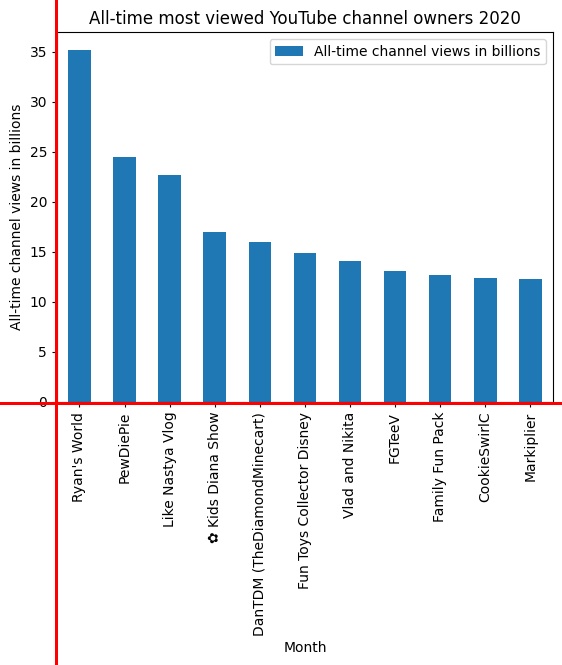 All-time most viewed YouTube channel owners 2020
All-time channel views in billions
All-time channel views in billions
35
30
25
20
15
10
5
0
Ryan's World
PewDiePie
Like Nastya Vlog
✿ Kids Diana Show
DanTDM (TheDiamondMinecart)
Fun Toys Collector Disney
Vlad and Nikita
FGTeeV
Family Fun Pack
CookieSwirlC
Markiplier
Month